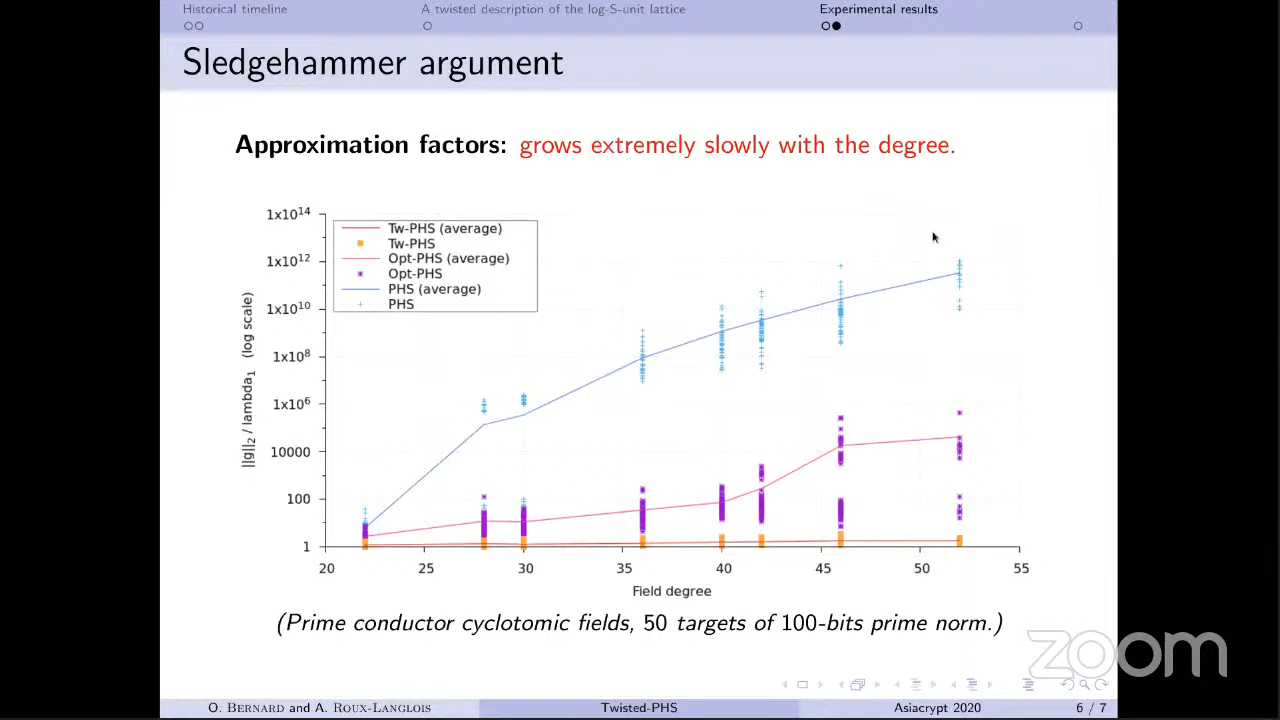 Historical timeline
A twisted description of the log-S-unit lattice
Experimental results
Sledgehammer argument
Approximation factors: grows extremely slowly with the degree.
1x10^14
1x10^12
1x10^10
1x10^8
1x10^6
10000
100
1
||g||₂ / lambda₁ (log scale)
Tw-PHS (average)
Tw-PHS
Opt-PHS (average)
Opt-PHS
PHS (average)
PHS
20 25 30 35 40 45 50 55
Field degree
(Prime conductor cyclotomic fields, 50 targets of 100-bits prime norm.)
zoom
O. Bernard and A. Roux-Langlois
Twisted-PHS
Asiacrypt 2020
6 / 7